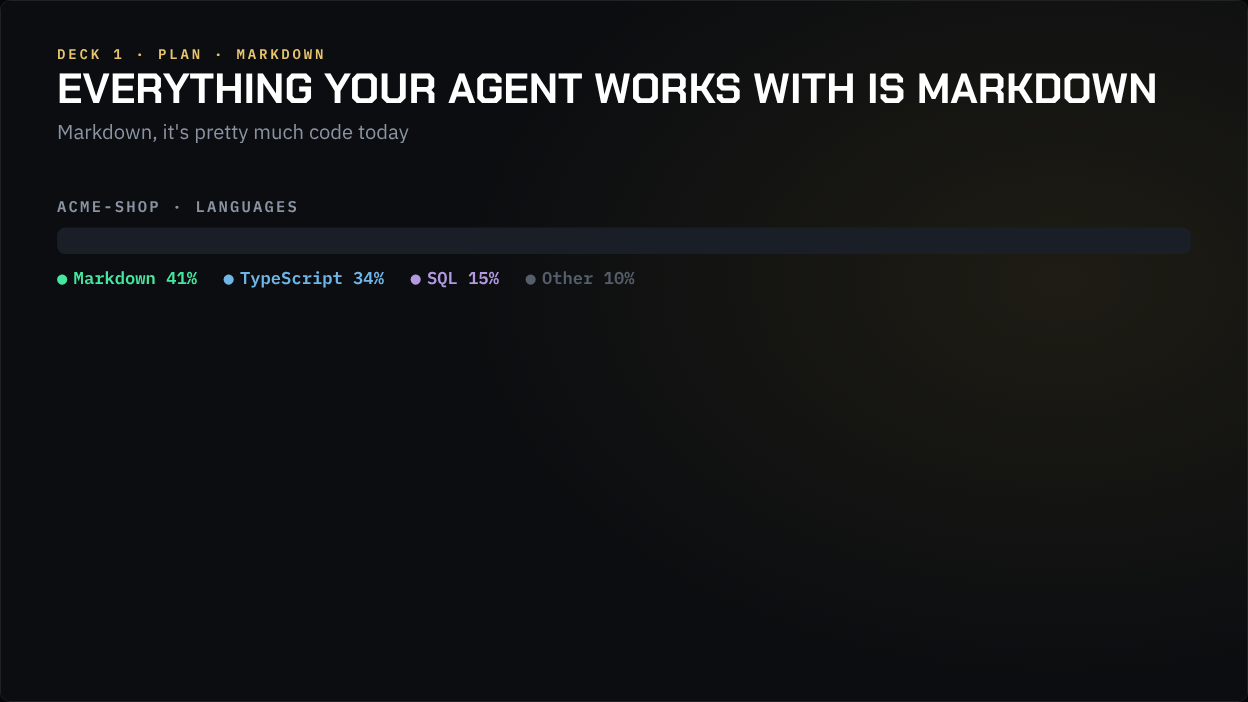 DECK 1 · PLAN · MARKDOWN
EVERYTHING YOUR AGENT WORKS WITH IS MARKDOWN
Markdown, it's pretty much code today
ACME-SHOP · LANGUAGES
Markdown 41% TypeScript 34% SQL 15% Other 10%